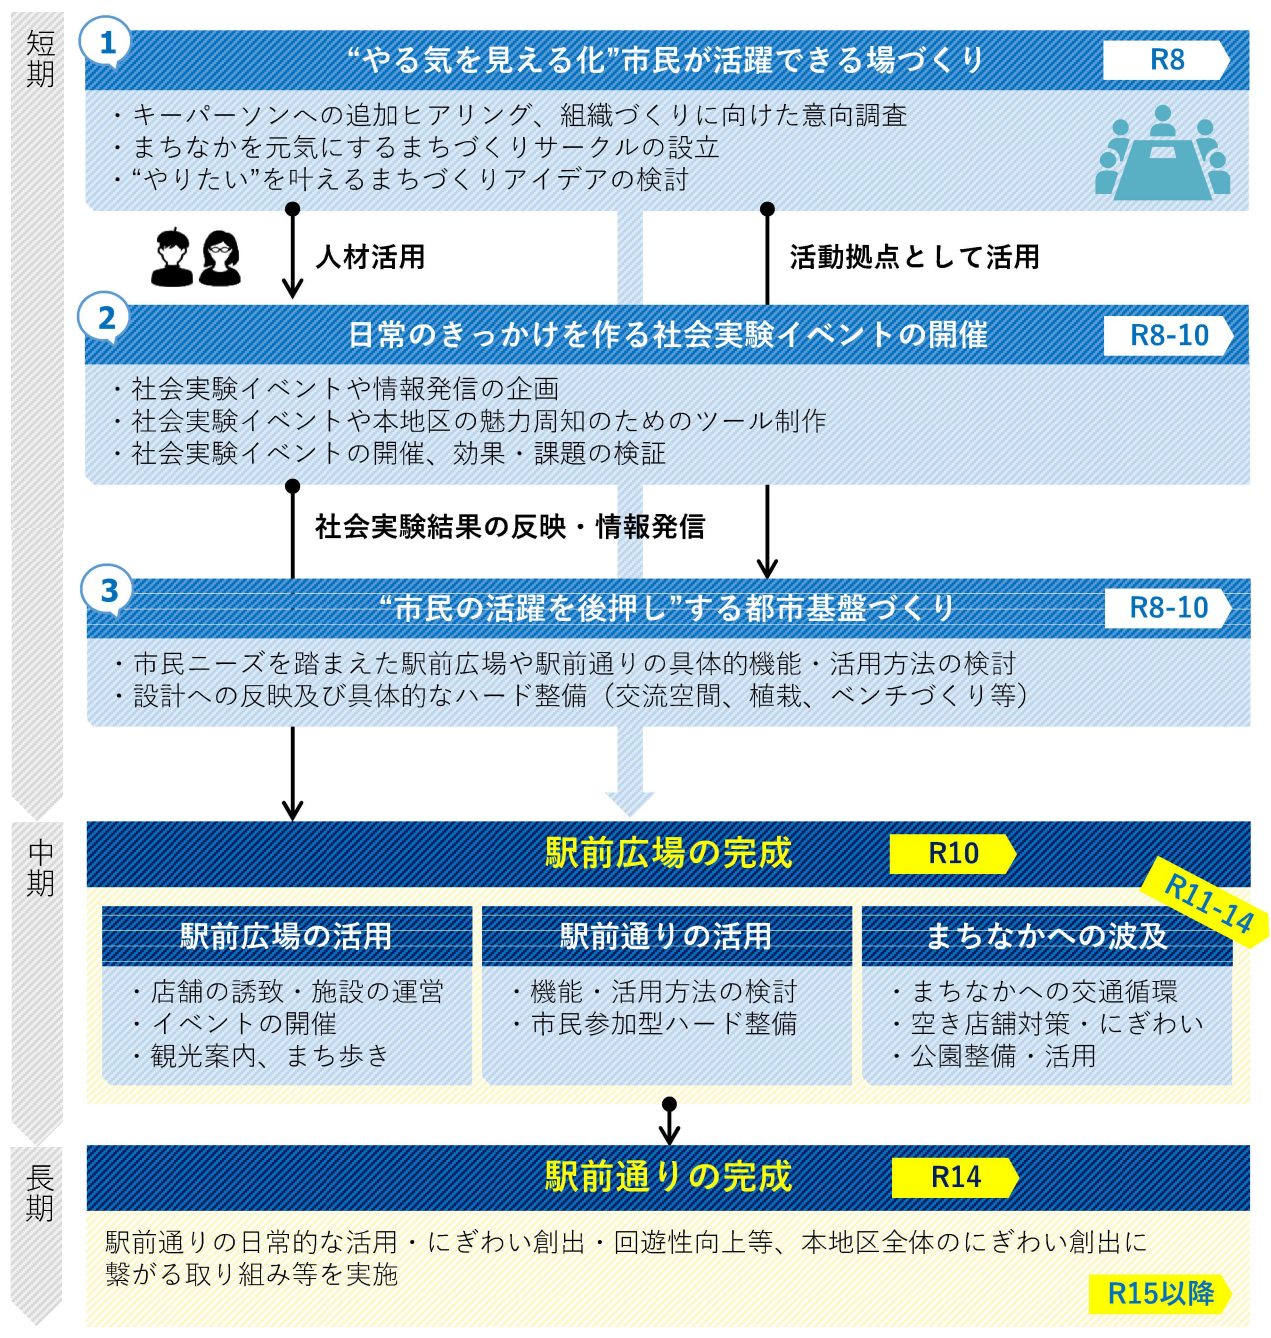 短期
1
“やる気を見える化”市民が活躍できる場づくり
R8
・キーパーソンへの追加ヒアリング、組織づくりに向けた意向調査
・まちなかを元気にするまちづくりサークルの設立
・“やりたい”を叶えるまちづくりアイデアの検討
人材活用
活動拠点として活用
2
日常のきっかけを作る社会実験イベントの開催
R8-10
・社会実験イベントや情報発信の企画
・社会実験イベントや本地区の魅力周知のためのツール制作
・社会実験イベントの開催、効果・課題の検証
社会実験結果の反映・情報発信
3
“市民の活躍を後押し”する都市基盤づくり
R8-10
・市民ニーズを踏まえた駅前広場や駅前通りの具体的機能・活用方法の検討
・設計への反映及び具体的なハード整備（交流空間、植栽、ベンチづくり等）
中期
駅前広場の完成
R10
R11-14
駅前広場の活用
・店舗の誘致・施設の運営
・イベントの開催
・観光案内、まち歩き
駅前通りの活用
・機能・活用方法の検討
・市民参加型ハード整備
まちなかへの波及
・まちなかへの交通循環
・空き店舗対策・にぎわい
・公園整備・活用
長期
駅前通りの完成
R14
駅前通りの日常的な活用・にぎわい創出・回遊性向上等、本地区全体のにぎわい創出に
繋がる取り組み等を実施
R15以降